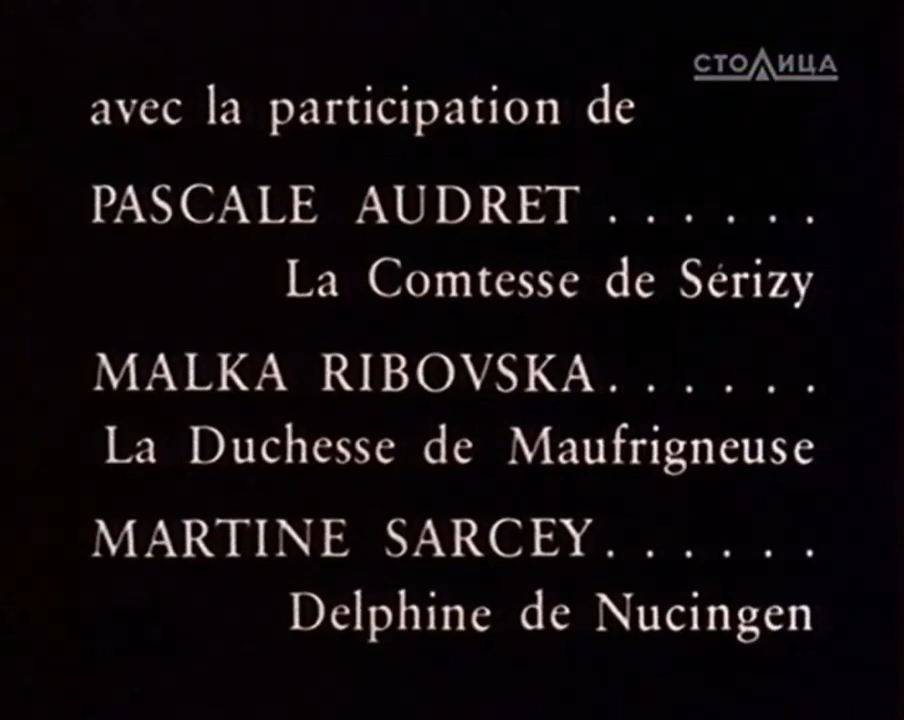 СТОЛИЦА
avec la participation de
PASCALE AUDRET . . . . . .
La Comtesse de Sérizy
MALKA RIBOVSKA . . . . . .
La Duchesse de Maufrigneuse
MARTINE SARCEY . . . . . .
Delphine de Nucingen